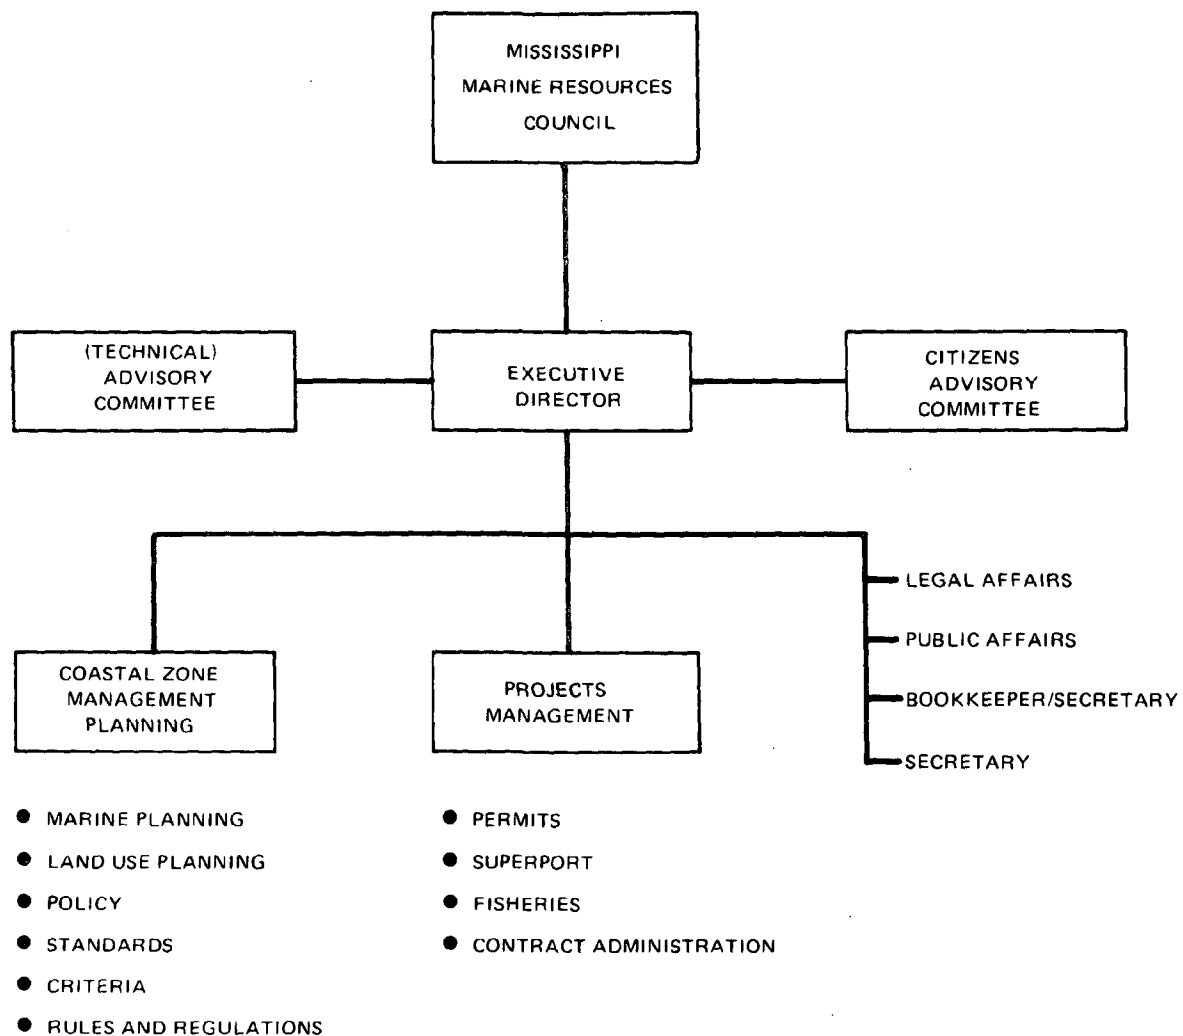 MISSISSIPPI
MARINE RESOURCES
COUNCIL
(TECHNICAL)
ADVISORY
COMMITTEE
EXECUTIVE
DIRECTOR
CITIZENS
ADVISORY
COMMITTEE
LEGAL AFFAIRS
PUBLIC AFFAIRS
BOOKKEEPER/SECRETARY
SECRETARY
COASTAL ZONE
MANAGEMENT
PLANNING
PROJECTS
MANAGEMENT
● MARINE PLANNING
● LAND USE PLANNING
● POLICY
● STANDARDS
● CRITERIA
● RULES AND REGULATIONS
● PERMITS
● SUPERPORT
● FISHERIES
● CONTRACT ADMINISTRATION